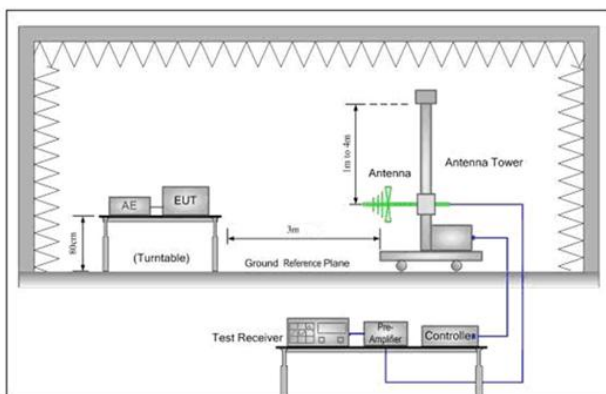 1m to 4m
Antenna
Antenna Tower
AE
EUT
80cm
(Turntable)
3m
Ground Reference Plane
Test Receiver
Pre-
Amplifier
Controller